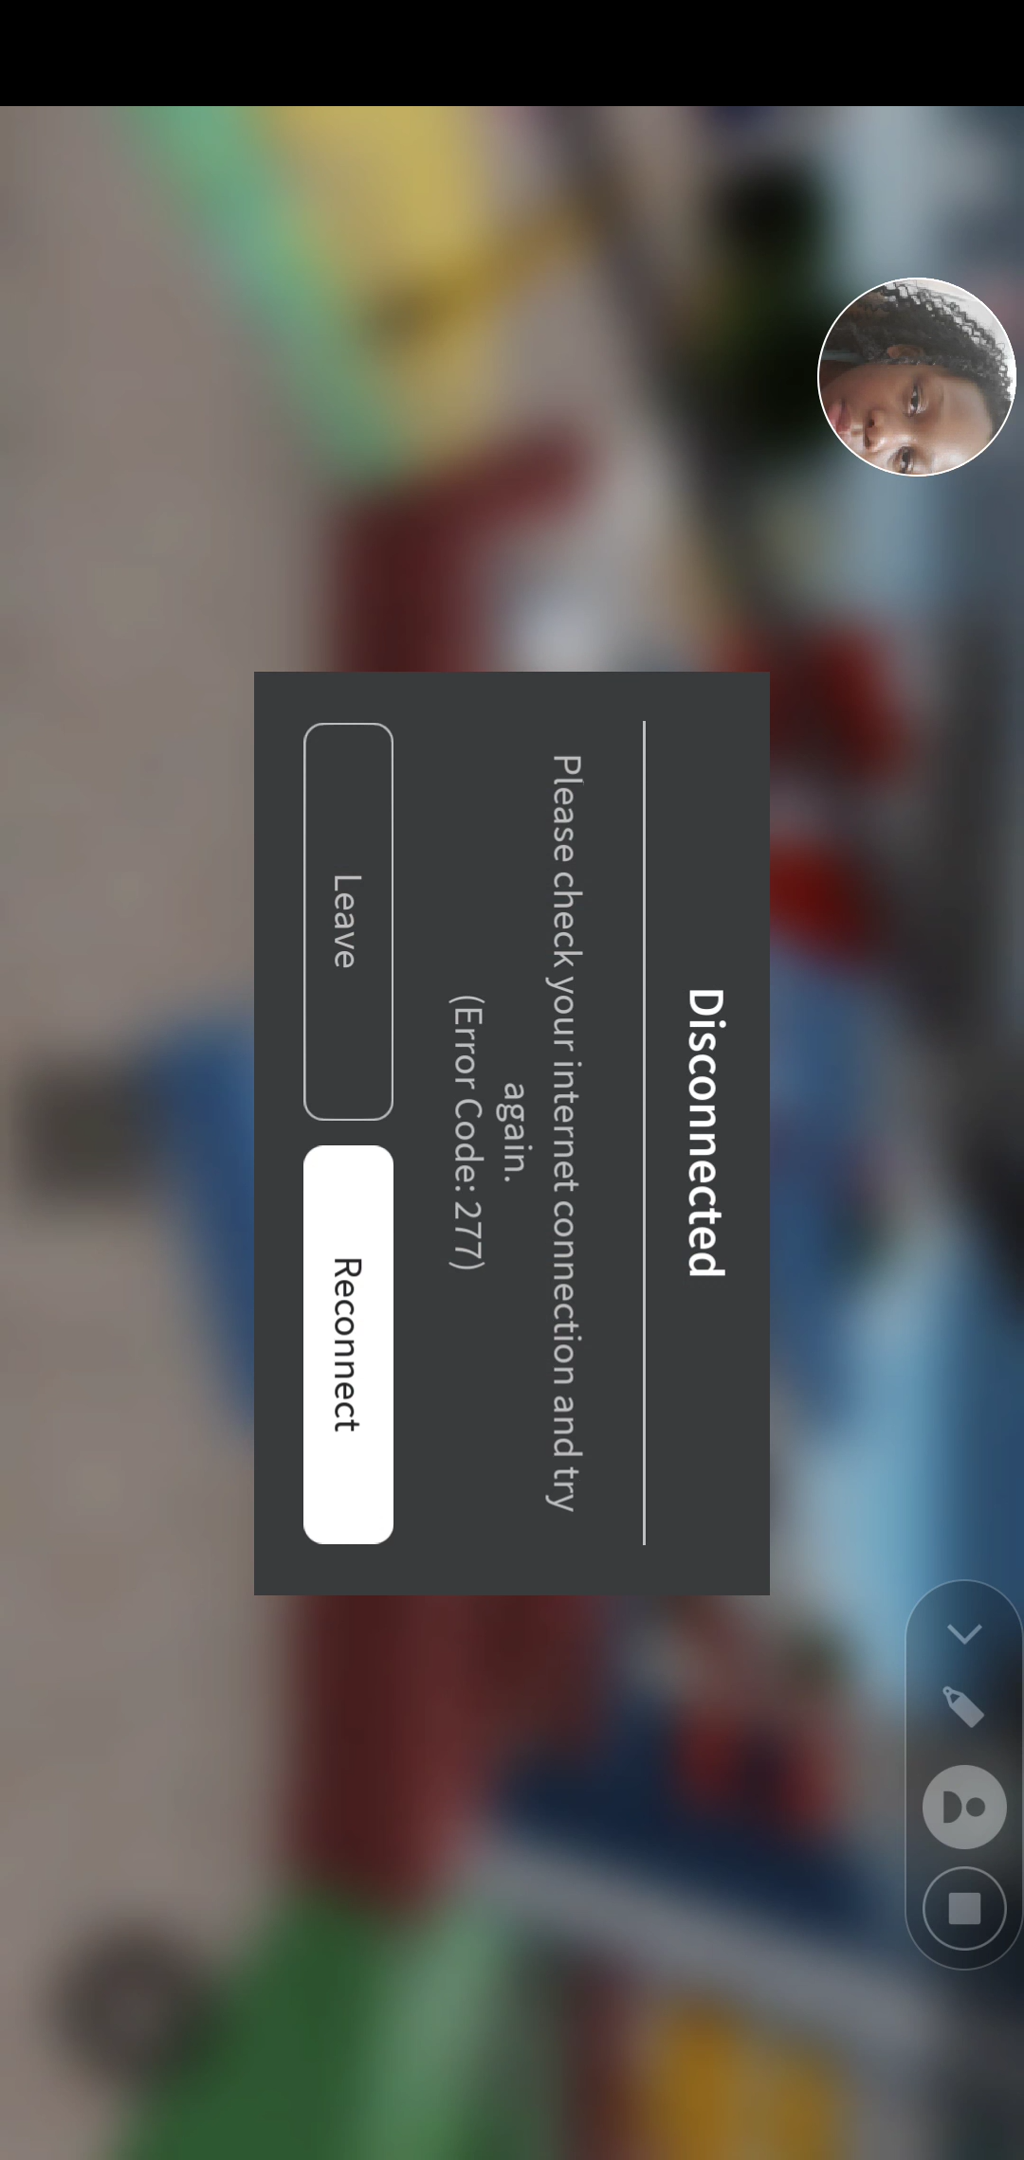 Disconnected
Please check your internet connection and try
again.
(Error Code: 277)
Leave
Reconnect